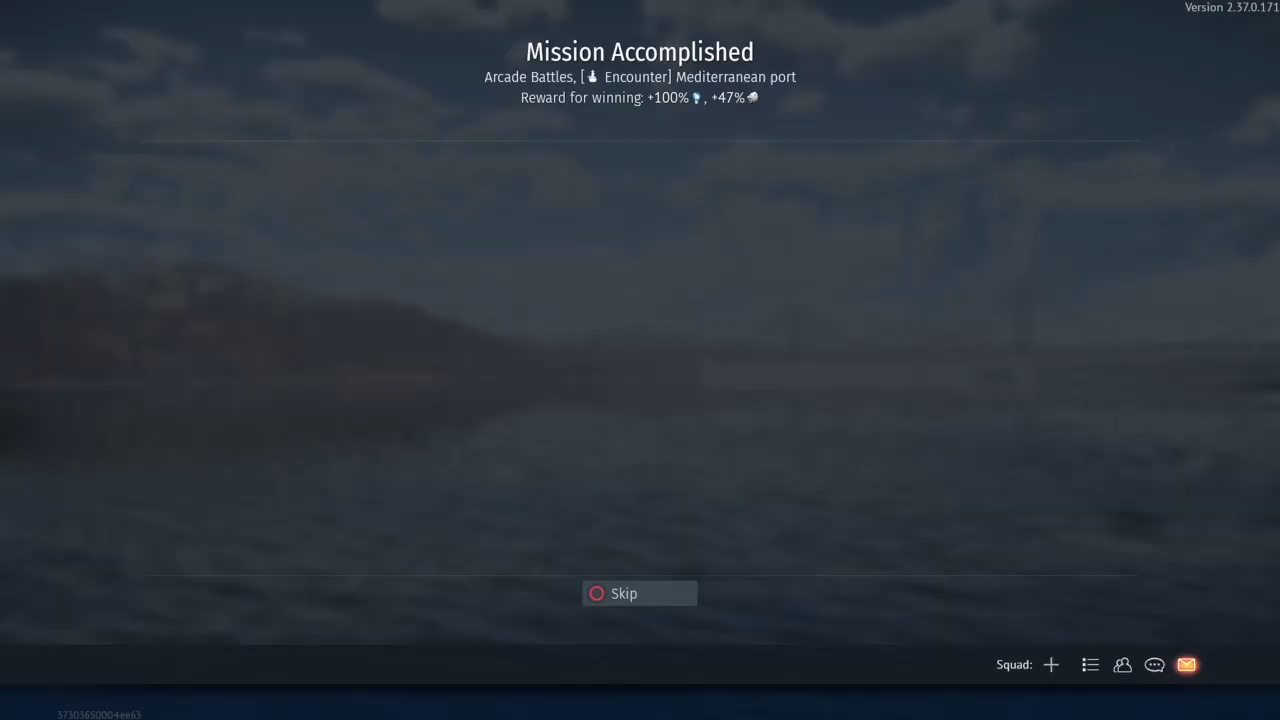 Version 2.37.0.171
Mission Accomplished
Arcade Battles, [ Encounter] Mediterranean port
Reward for winning: +100% , +47%
Skip
Squad:
37303650004ee63